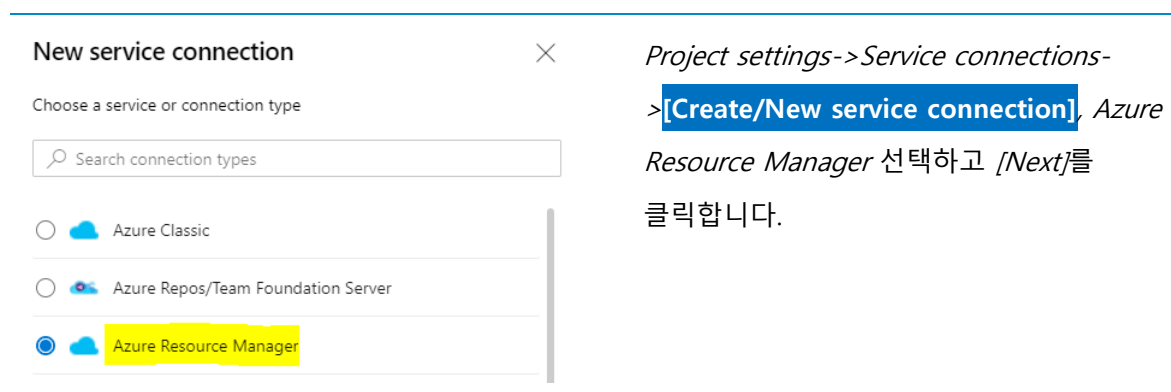 New service connection
Choose a service or connection type
Search connection types
Azure Classic
Azure Repos/Team Foundation Server
Azure Resource Manager
Project settings->Service connections-
>[Create/New service connection], Azure
Resource Manager 선택하고 [Next]를
클릭합니다.